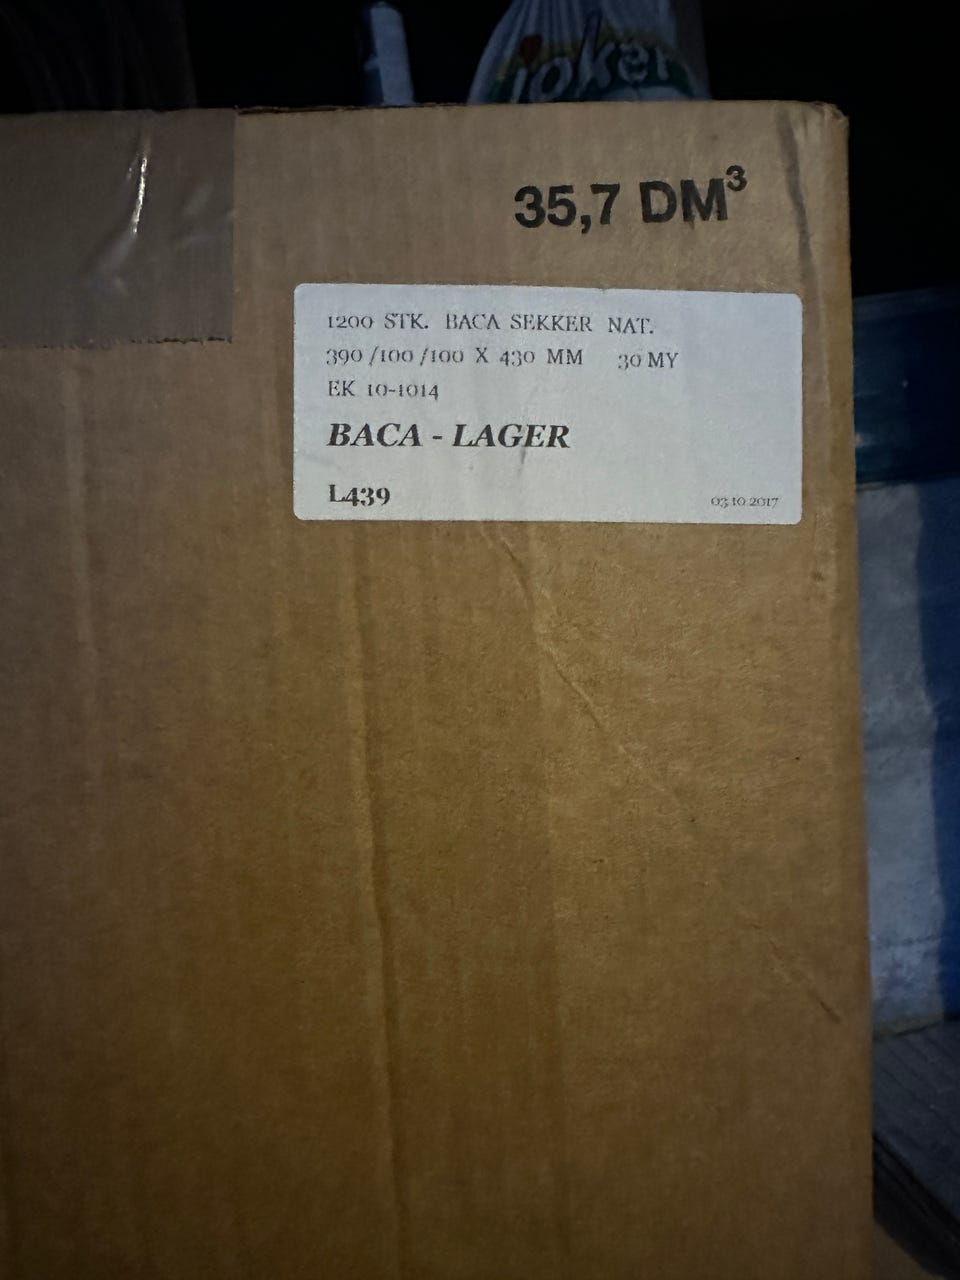 joker
35,7 DM³
1200 STK. BACA SEKKER NAT.
390 /100 /100 X 430 MM 30 MY
EK 10-1014
BACA - LAGER
L439
03.10.2017